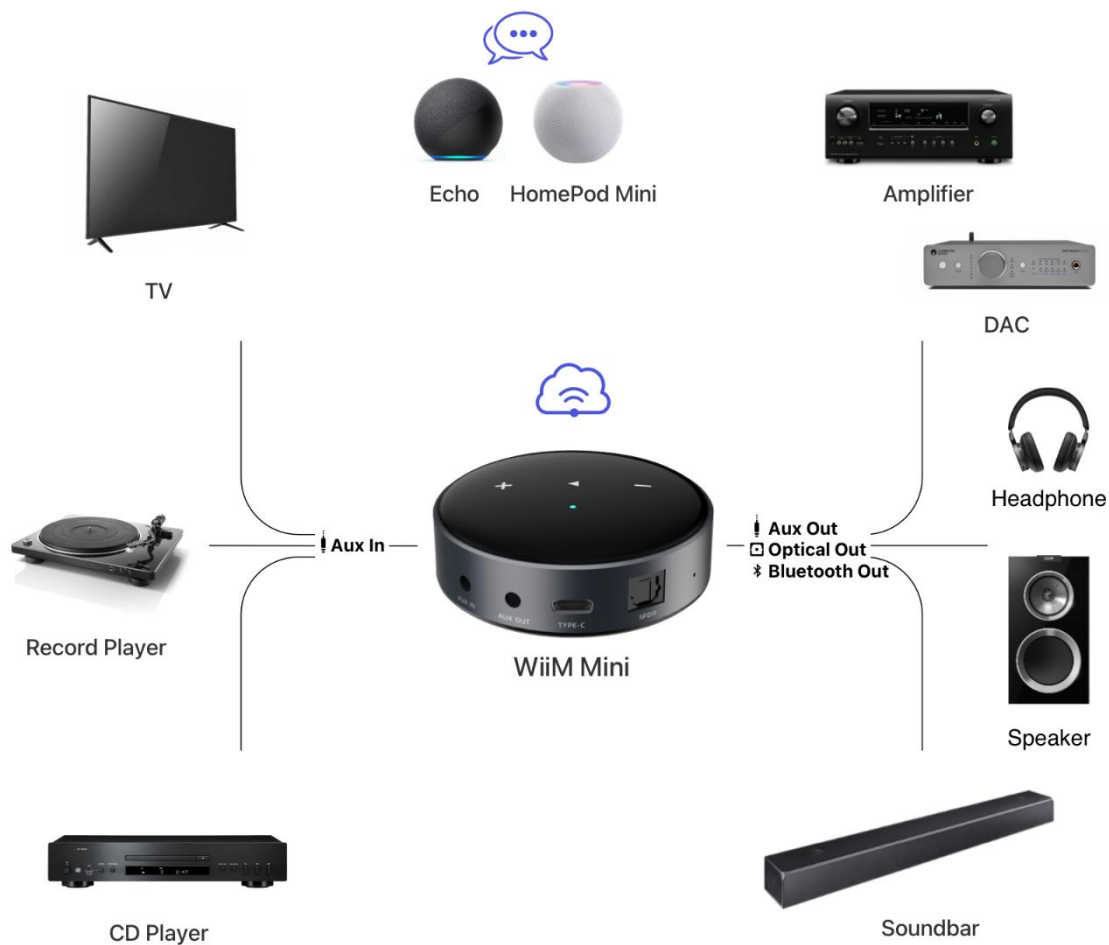 Echo
HomePod Mini
Amplifier
TV
DAC
Headphone
Aux In
Aux Out
Optical Out
Bluetooth Out
AUX IN
AUX OUT
TYPE-C
SPDIF
Record Player
WiiM Mini
Speaker
CD Player
Soundbar